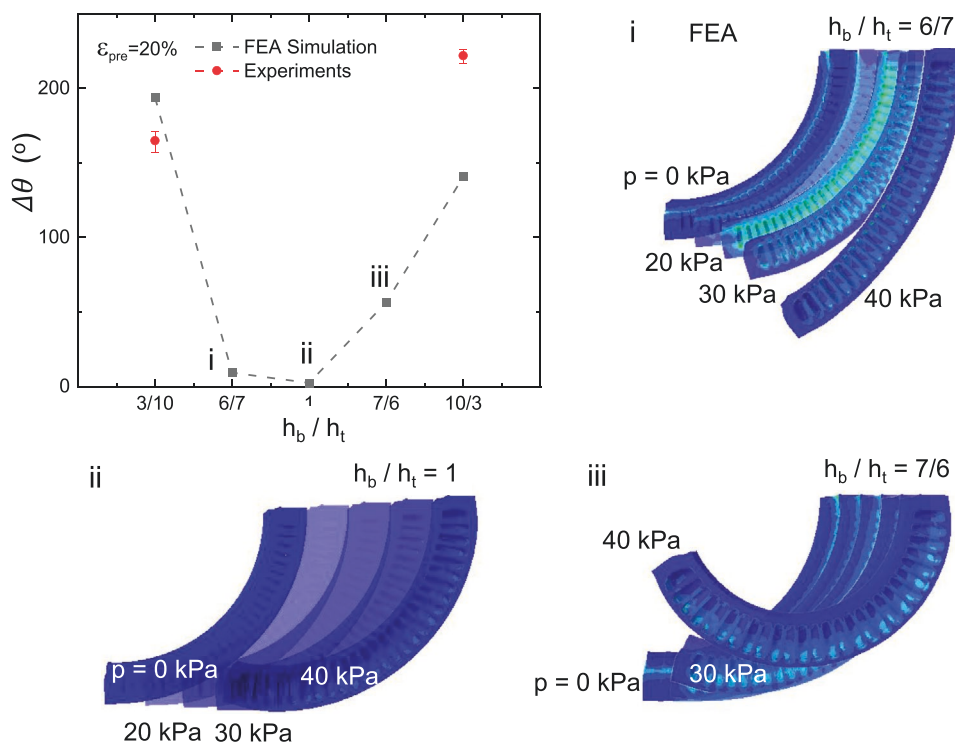 ε_pre=20%
FEA Simulation
Experiments
Δθ (°)
200
100
0
3/10
6/7
1
7/6
10/3
h_b / h_t
i
ii
iii
i
FEA
h_b / h_t = 6/7
p = 0 kPa
20 kPa
30 kPa
40 kPa
ii
h_b / h_t = 1
p = 0 kPa
40 kPa
20 kPa
30 kPa
iii
h_b / h_t = 7/6
40 kPa
p = 0 kPa
30 kPa